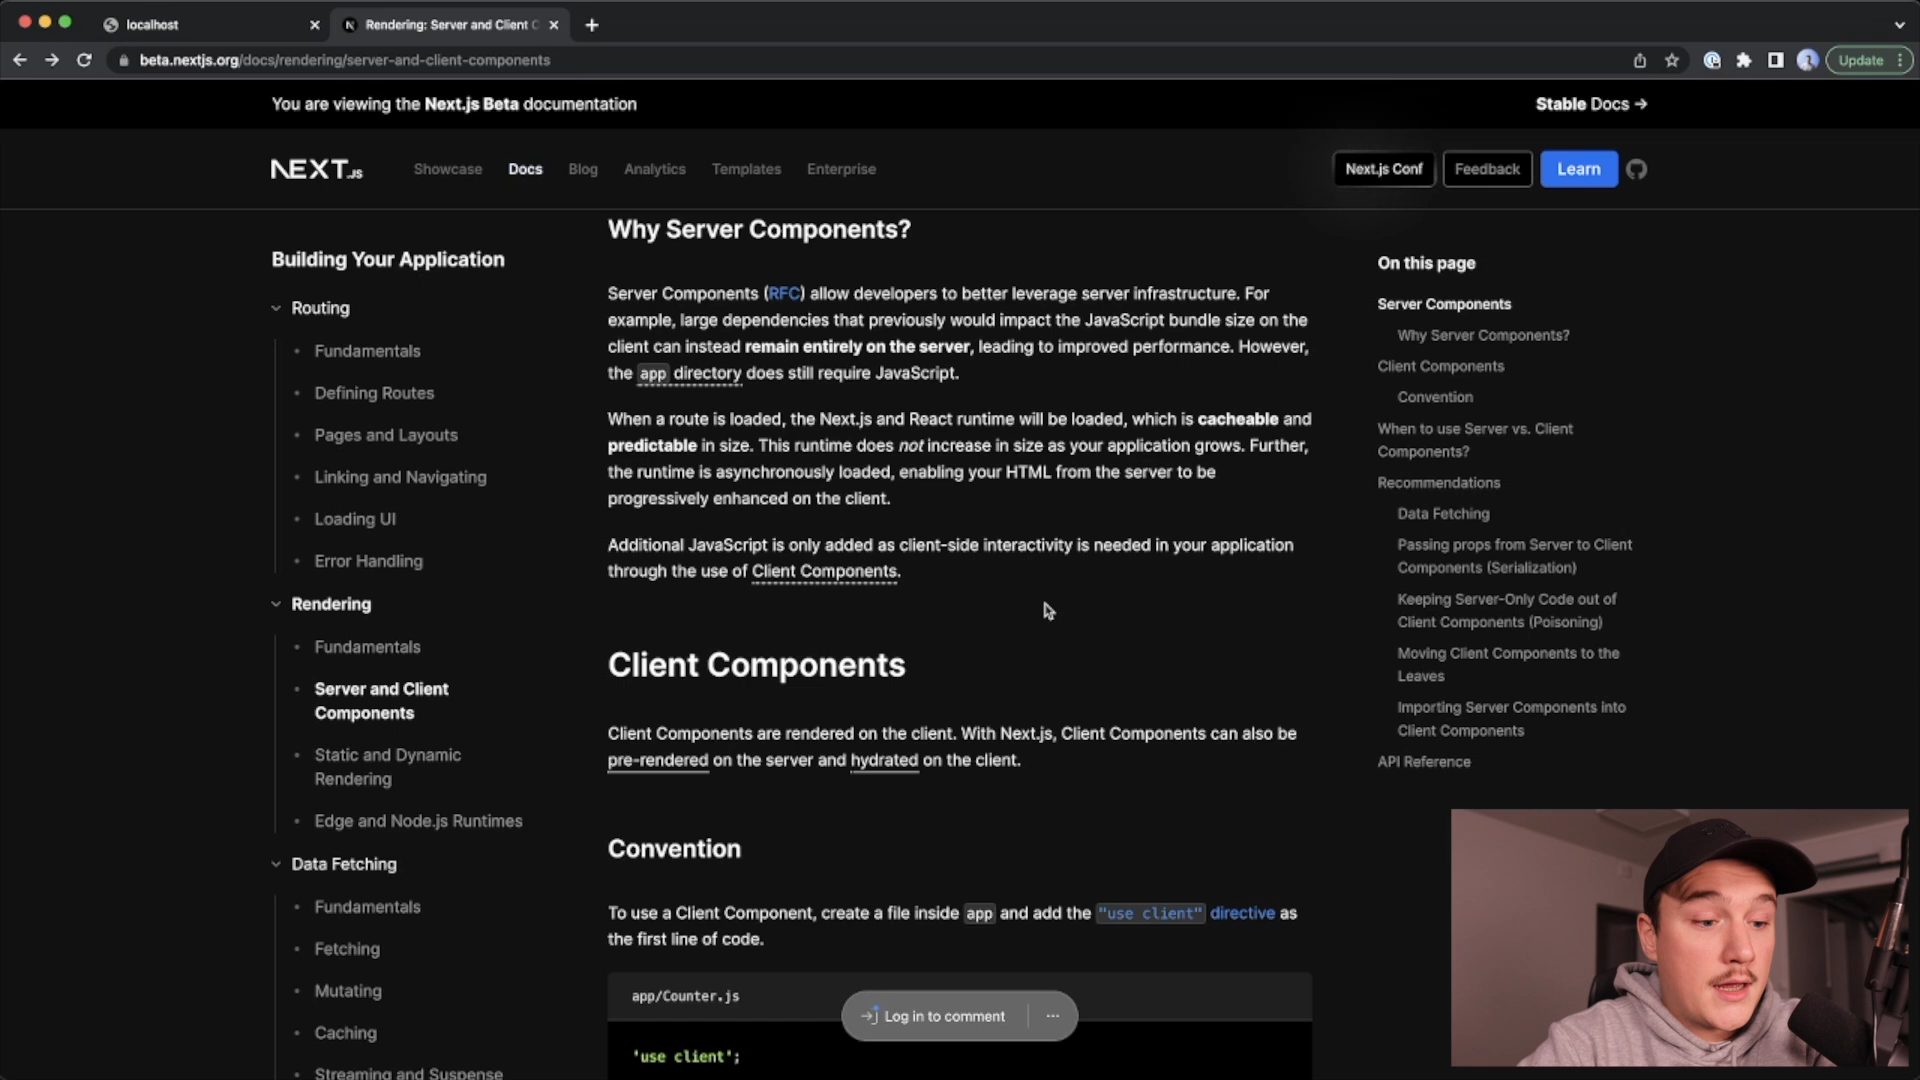 localhost
Rendering: Server and Client C
beta.nextjs.org/docs/rendering/server-and-client-components
Update
You are viewing the Next.js Beta documentation
Stable Docs →
NEXT.JS
Showcase
Docs
Blog
Analytics
Templates
Enterprise
Next.js Conf
Feedback
Learn
Building Your Application
Routing
Fundamentals
Defining Routes
Pages and Layouts
Linking and Navigating
Loading UI
Error Handling
Rendering
Fundamentals
Server and Client
Components
Static and Dynamic
Rendering
Edge and Node.js Runtimes
Data Fetching
Fundamentals
Fetching
Mutating
Caching
Streaming and Suspense
Why Server Components?
Server Components (RFC) allow developers to better leverage server infrastructure. For
example, large dependencies that previously would impact the JavaScript bundle size on the
client can instead remain entirely on the server, leading to improved performance. However,
the app directory does still require JavaScript.
When a route is loaded, the Next.js and React runtime will be loaded, which is cacheable and
predictable in size. This runtime does not increase in size as your application grows. Further,
the runtime is asynchronously loaded, enabling your HTML from the server to be
progressively enhanced on the client.
Additional JavaScript is only added as client-side interactivity is needed in your application
through the use of Client Components.
Client Components
Client Components are rendered on the client. With Next.js, Client Components can also be
pre-rendered on the server and hydrated on the client.
Convention
To use a Client Component, create a file inside app and add the "use client" directive as
the first line of code.
app/Counter.js
'use client';
Log in to comment
On this page
Server Components
Why Server Components?
Client Components
Convention
When to use Server vs. Client
Components?
Recommendations
Data Fetching
Passing props from Server to Client
Components (Serialization)
Keeping Server-Only Code out of
Client Components (Poisoning)
Moving Client Components to the
Leaves
Importing Server Components into
Client Components
API Reference